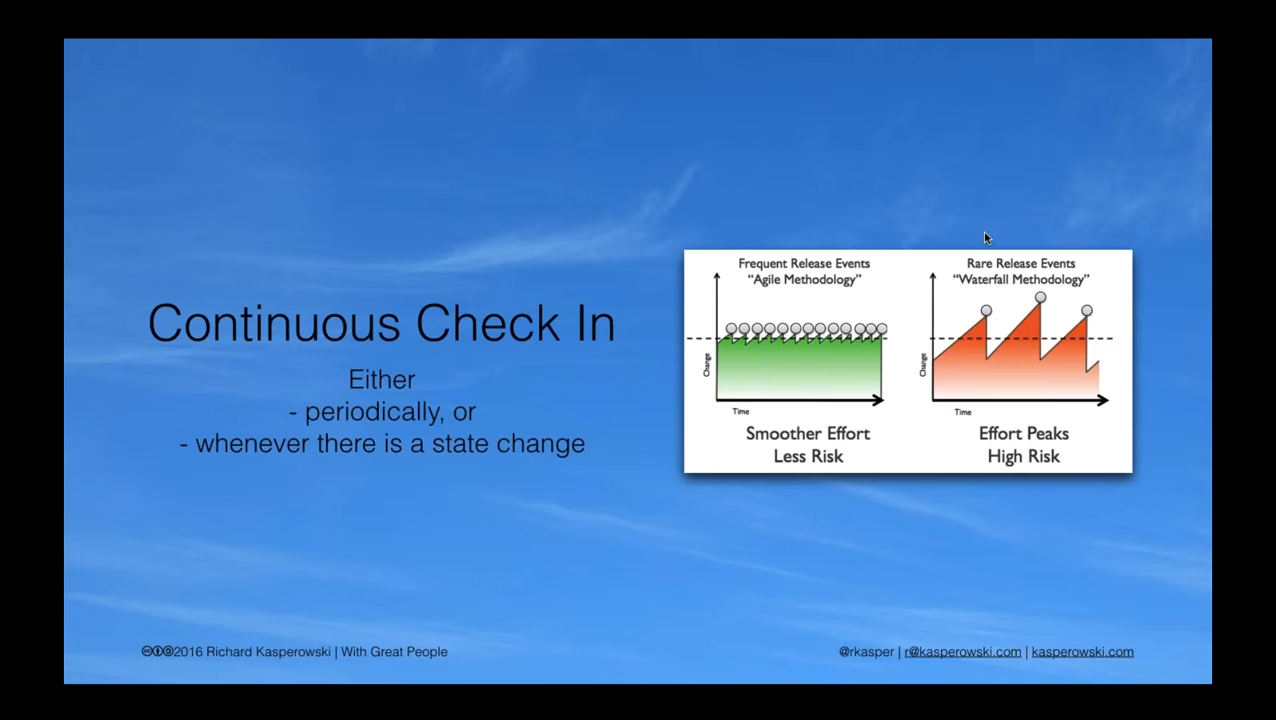 Continuous Check In
Either
- periodically, or
- whenever there is a state change
Frequent Release Events
“Agile Methodology”
Change
Time
Smoother Effort
Less Risk
Rare Release Events
“Waterfall Methodology”
Change
Time
Effort Peaks
High Risk
2016 Richard Kasperowski | With Great People
@rkasper | r@kasperowski.com | kasperowski.com